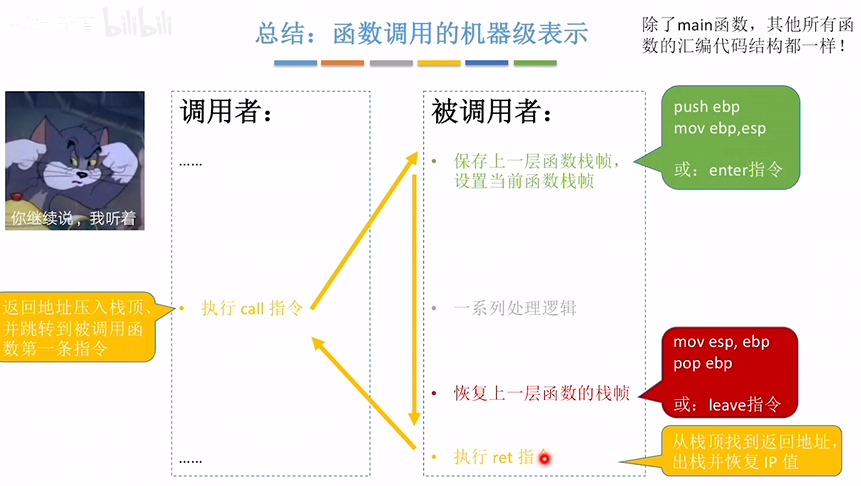 bilibili
总结：函数调用的机器级表示
除了main函数，其他所有函
数的汇编代码结构都一样！
调用者：
……
你继续说，我听着
返回地址压入栈顶、
并跳转到被调用函
数第一条指令
• 执行 call 指令
……
被调用者：
• 保存上一层函数栈帧，
设置当前函数栈帧
push ebp
mov ebp,esp
或：enter指令
• 一系列处理逻辑
• 恢复上一层函数的栈帧
mov esp, ebp
pop ebp
或：leave指令
• 执行 ret 指
从栈顶找到返回地址，
出栈并恢复 IP 值